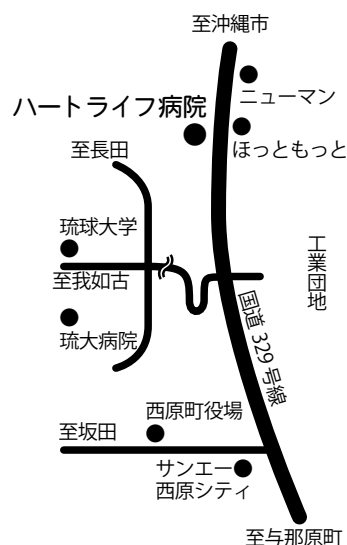 至沖縄市
ニューマン
ハートライフ病院
ほっともっと
至長田
琉球大学
至我如古
工業団地
国道 329 号線
琉大病院
西原町役場
至坂田
サンエー
西原シティ
至与那原町